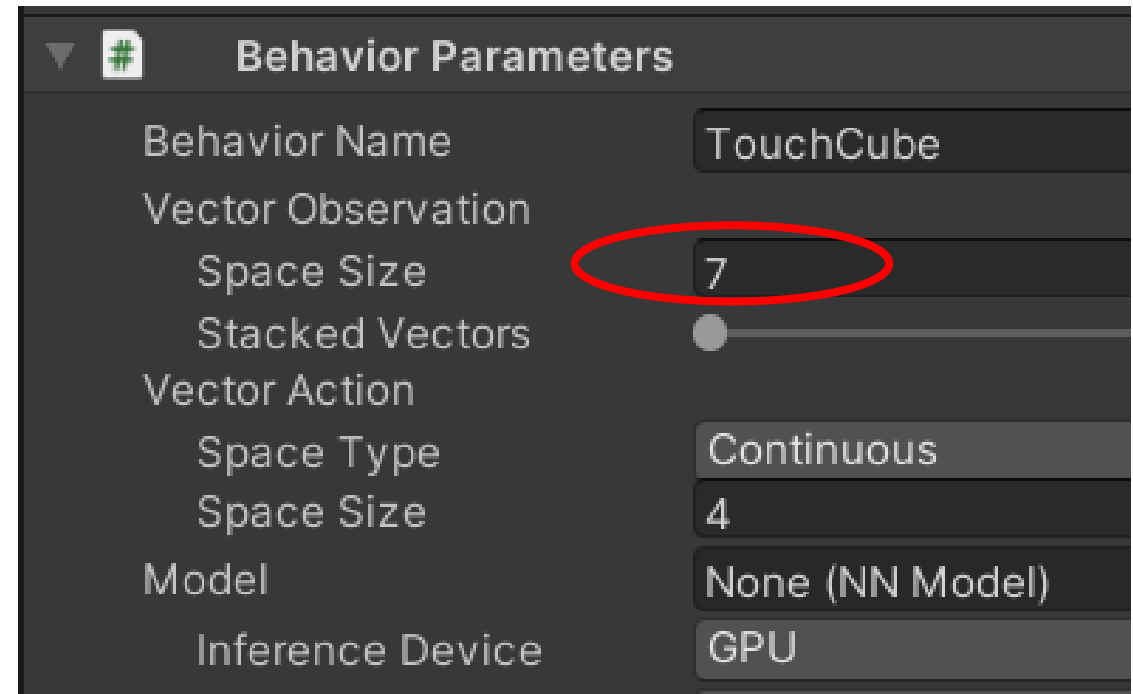 # Behavior Parameters
Behavior Name TouchCube
Vector Observation
Space Size 7
Stacked Vectors
Vector Action
Space Type Continuous
Space Size 4
Model None (NN Model)
Inference Device GPU